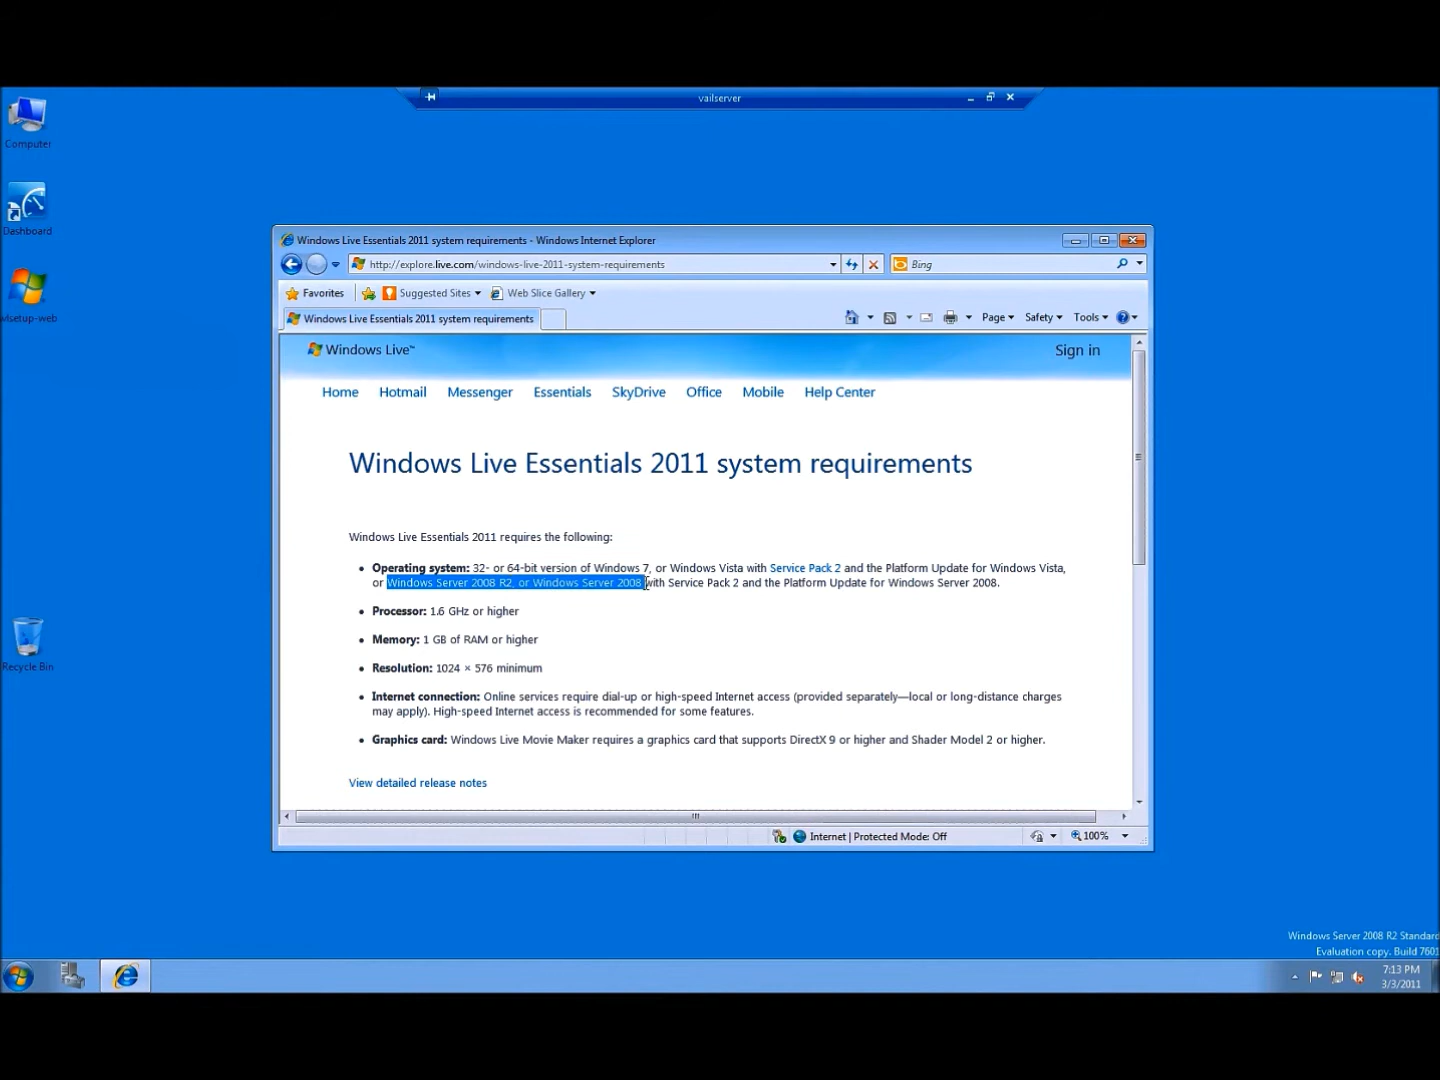 vailserver
Computer
Dashboard
wlsetup-web
Recycle Bin
Windows Live Essentials 2011 system requirements - Windows Internet Explorer
http://explore.live.com/windows-live-2011-system-requirements
Bing
Favorites
Suggested Sites
Web Slice Gallery
Windows Live Essentials 2011 system requirements
Page
Safety
Tools
Windows Live™
Sign in
Home
Hotmail
Messenger
Essentials
SkyDrive
Office
Mobile
Help Center
Windows Live Essentials 2011 system requirements
Windows Live Essentials 2011 requires the following:
• Operating system: 32- or 64-bit version of Windows 7, or Windows Vista with Service Pack 2 and the Platform Update for Windows Vista,
or Windows Server 2008 R2, or Windows Server 2008 with Service Pack 2 and the Platform Update for Windows Server 2008.
• Processor: 1.6 GHz or higher
• Memory: 1 GB of RAM or higher
• Resolution: 1024 × 576 minimum
• Internet connection: Online services require dial-up or high-speed Internet access (provided separately—local or long-distance charges
may apply). High-speed Internet access is recommended for some features.
• Graphics card: Windows Live Movie Maker requires a graphics card that supports DirectX 9 or higher and Shader Model 2 or higher.
View detailed release notes
Internet | Protected Mode: Off
100%
Windows Server 2008 R2 Standard
Evaluation copy. Build 7601
7:13 PM
3/3/2011